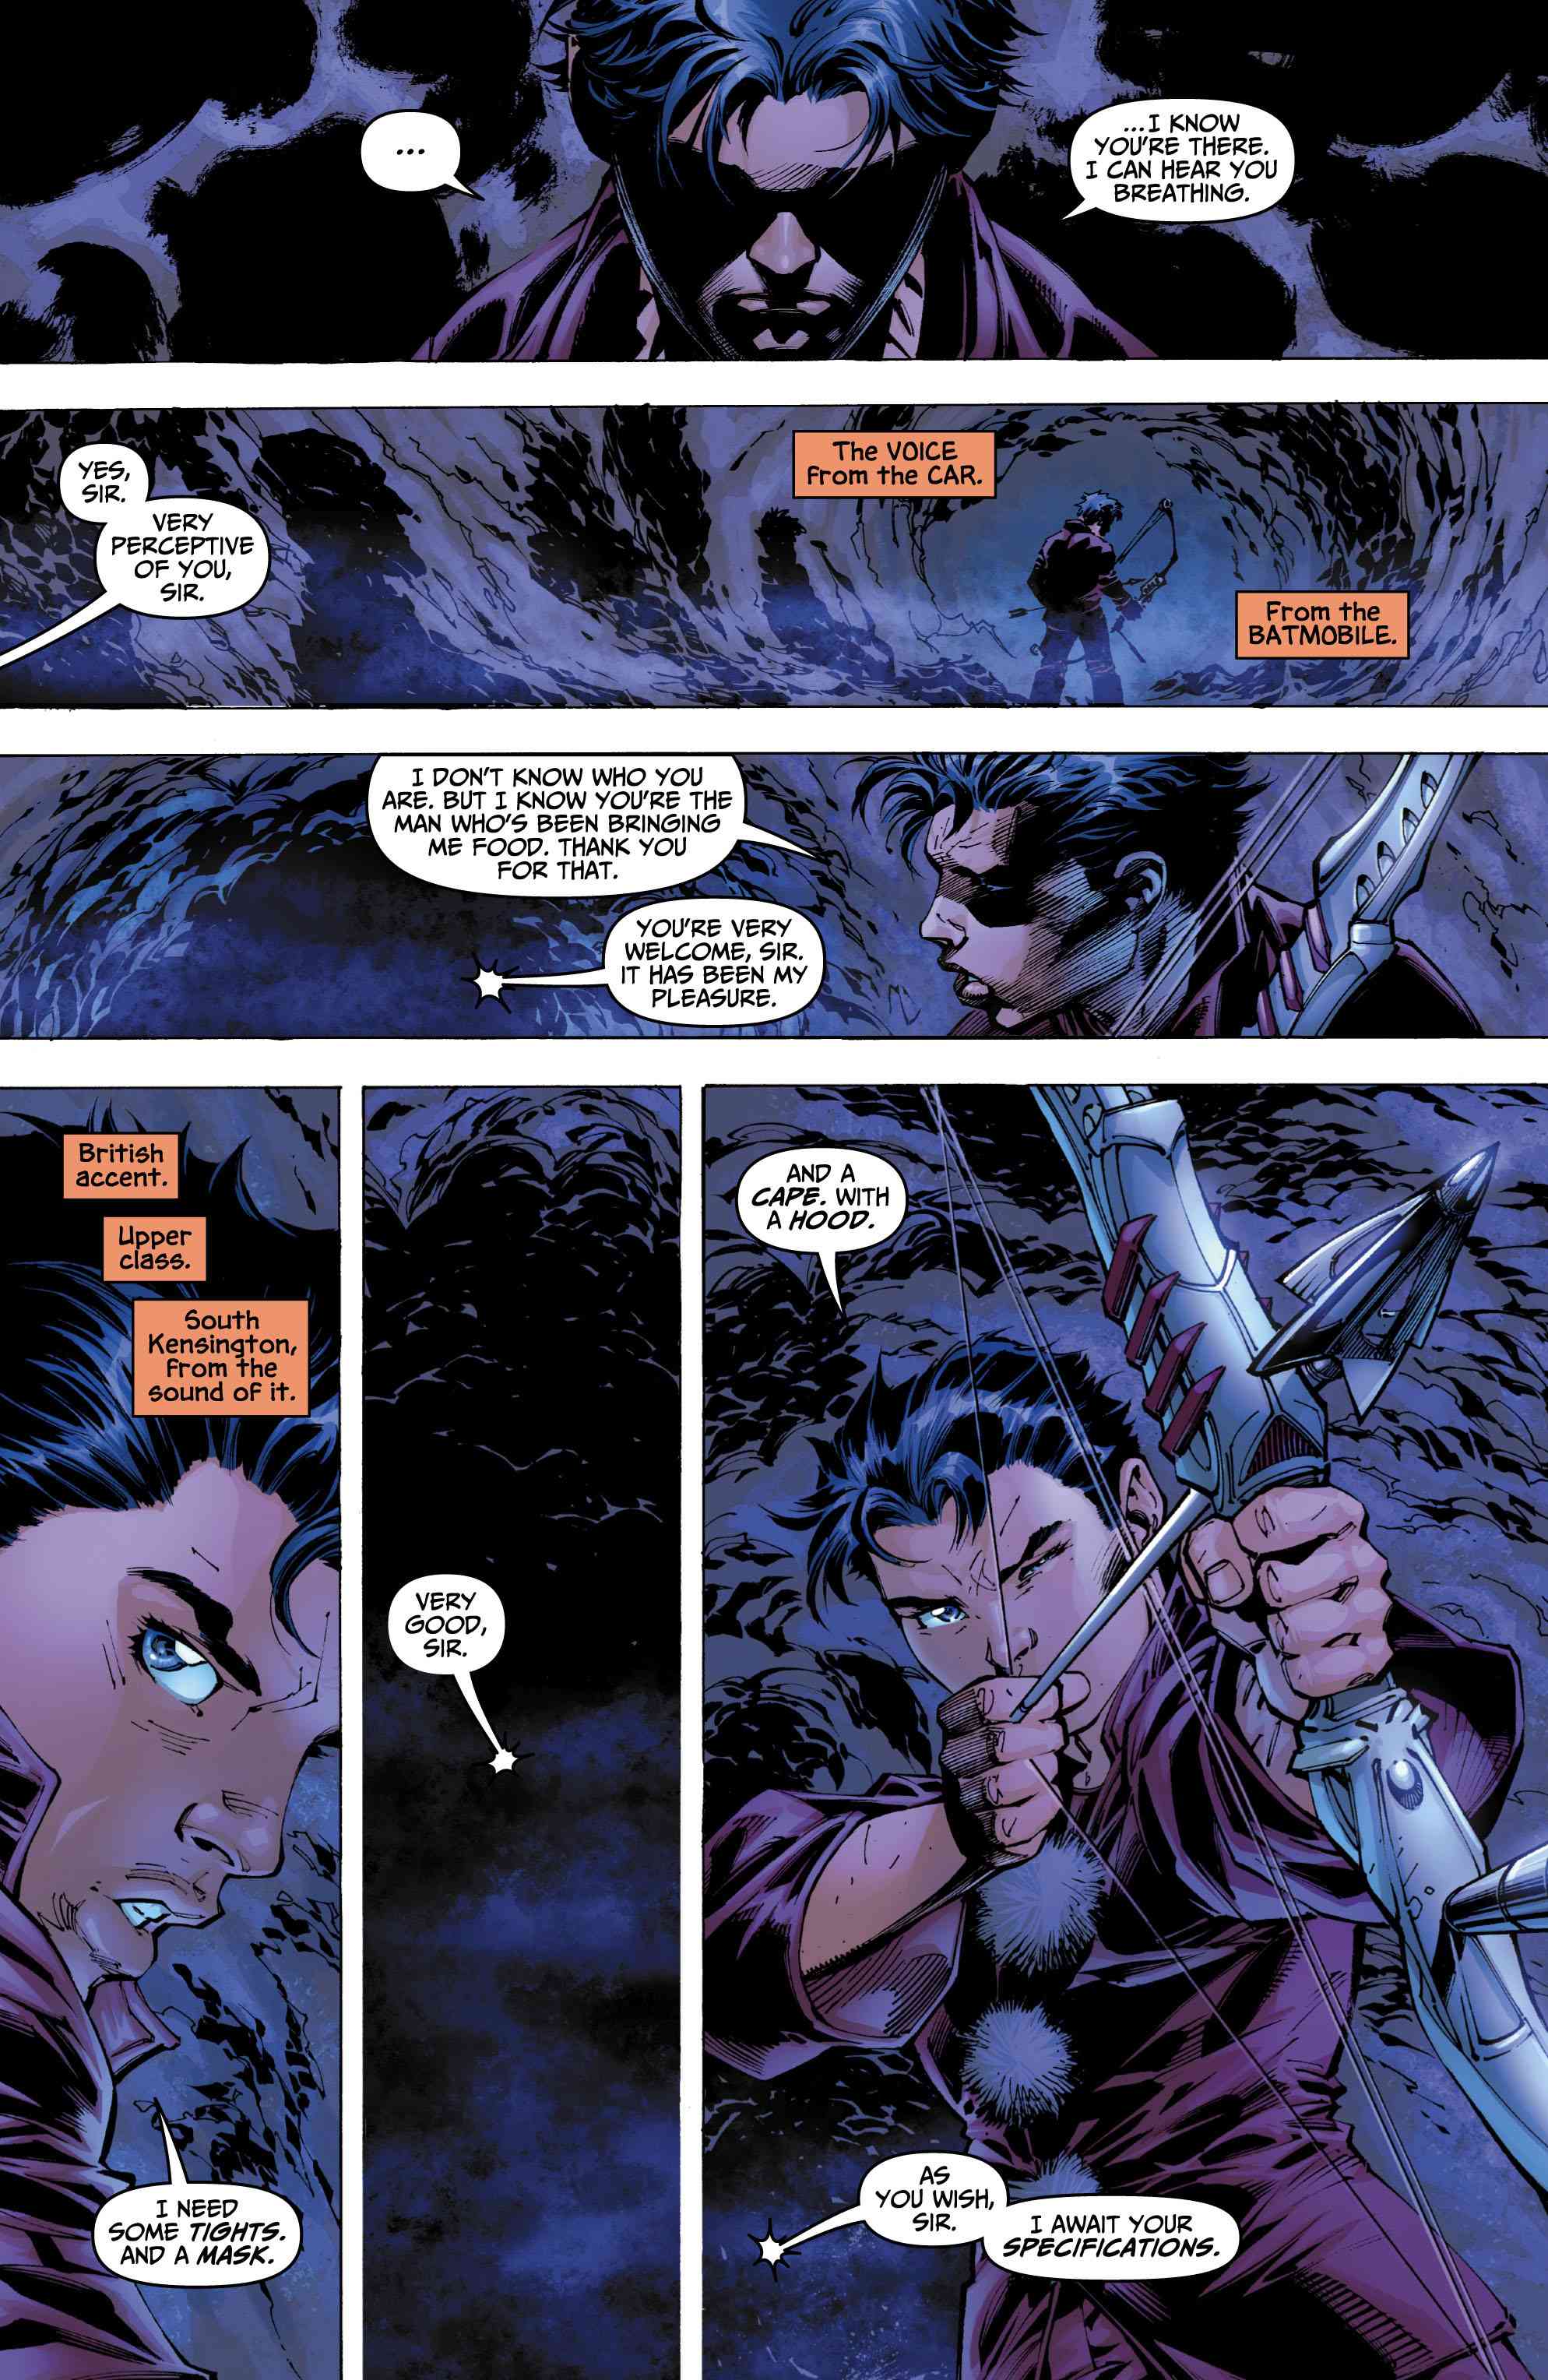 ...
...I KNOW
YOU'RE THERE.
I CAN HEAR YOU
BREATHING.
YES,
SIR.
VERY
PERCEPTIVE
OF YOU,
SIR.
The VOICE
from the CAR.
From the
BATMOBILE.
I DON'T KNOW WHO YOU
ARE. BUT I KNOW YOU'RE THE
MAN WHO'S BEEN BRINGING
ME FOOD. THANK YOU
FOR THAT.
YOU'RE VERY
WELCOME, SIR.
IT HAS BEEN MY
PLEASURE.
British
accent.
Upper
class.
South
Kensington,
from the
sound of it.
I NEED
SOME TIGHTS.
AND A MASK.
VERY
GOOD,
SIR.
AND A
CAPE. WITH
A HOOD.
AS
YOU WISH,
SIR.
I AWAIT YOUR
SPECIFICATIONS.